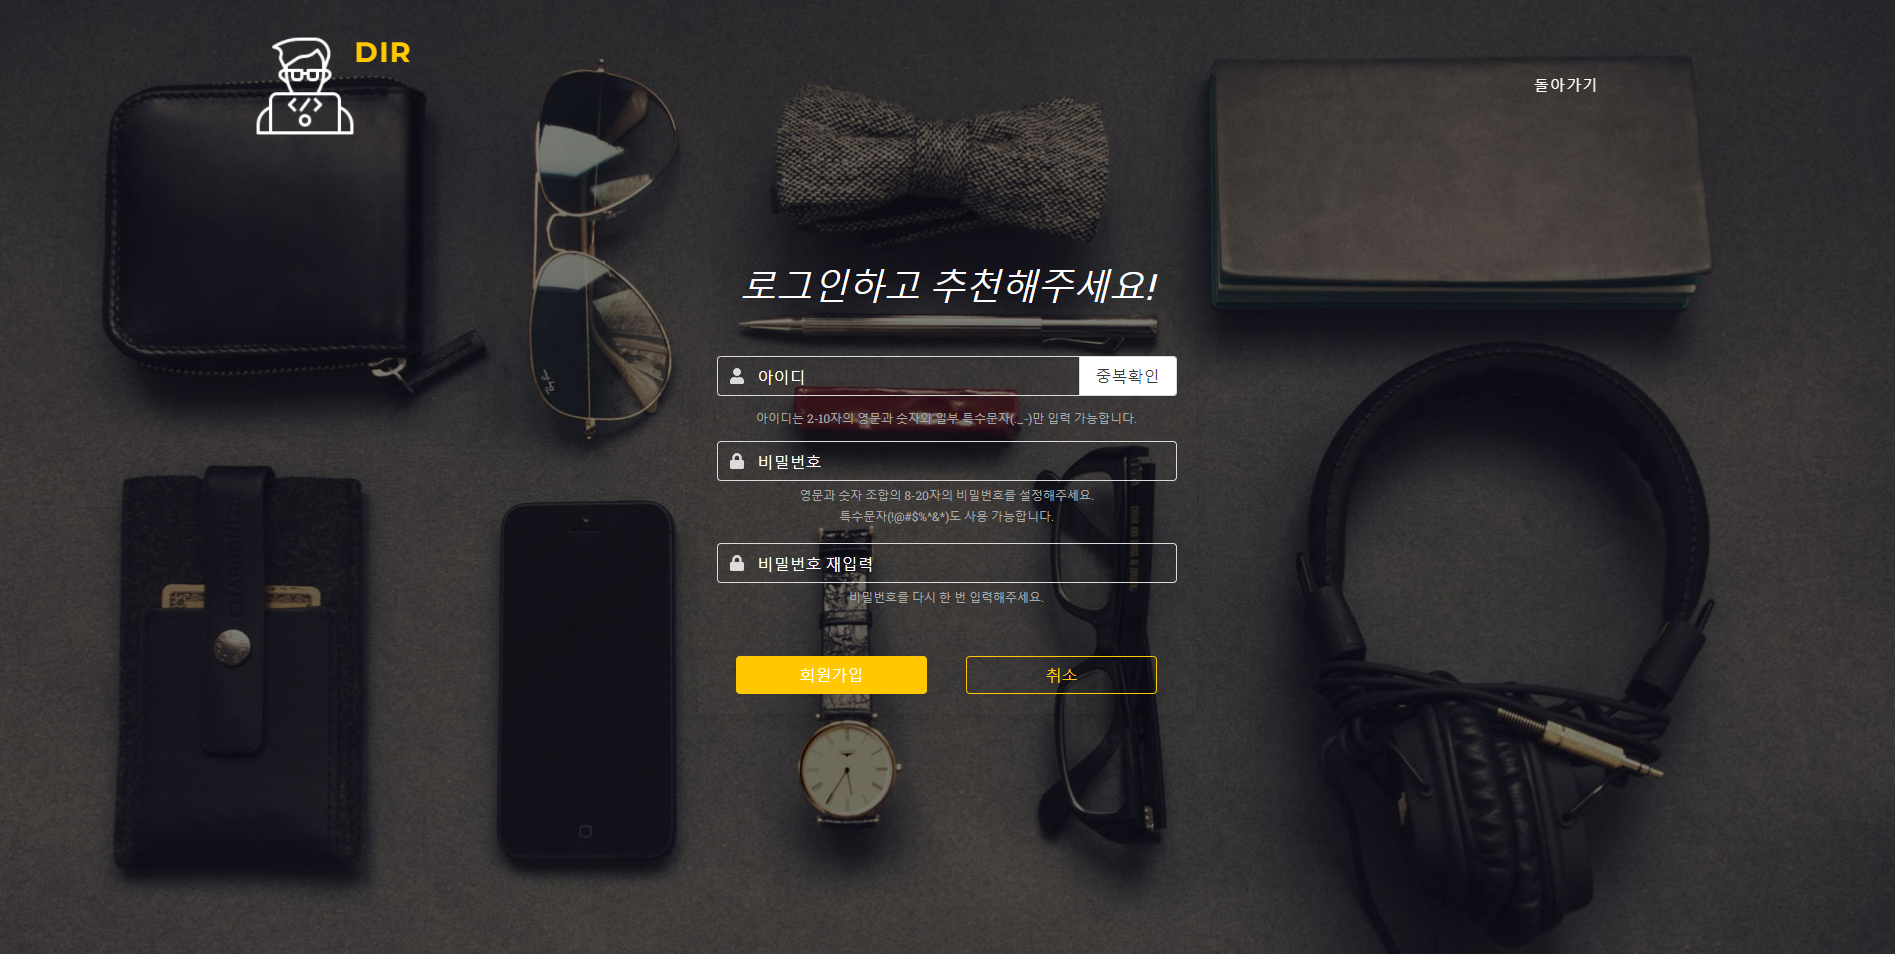 DIR
돌아가기
로그인하고 추천해주세요!
아이디
중복확인
아이디는 2-10자의 영문과 숫자와 일부 특수문자(._-)만 입력 가능합니다.
비밀번호
영문과 숫자 조합의 8-20자의 비밀번호를 설정해주세요.
특수문자(!@#$%^&*)도 사용 가능합니다.
비밀번호 재입력
비밀번호를 다시 한 번 입력해주세요.
회원가입
취소